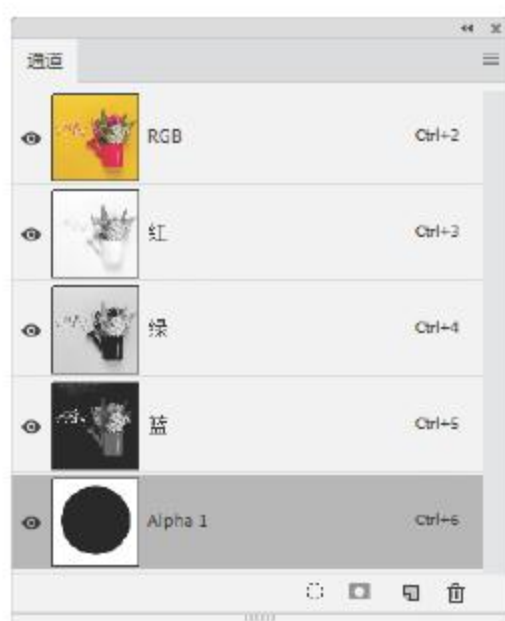 通道
RGB Ctrl+2
红 Ctrl+3
绿 Ctrl+4
蓝 Ctrl+5
Alpha 1 Ctrl+6